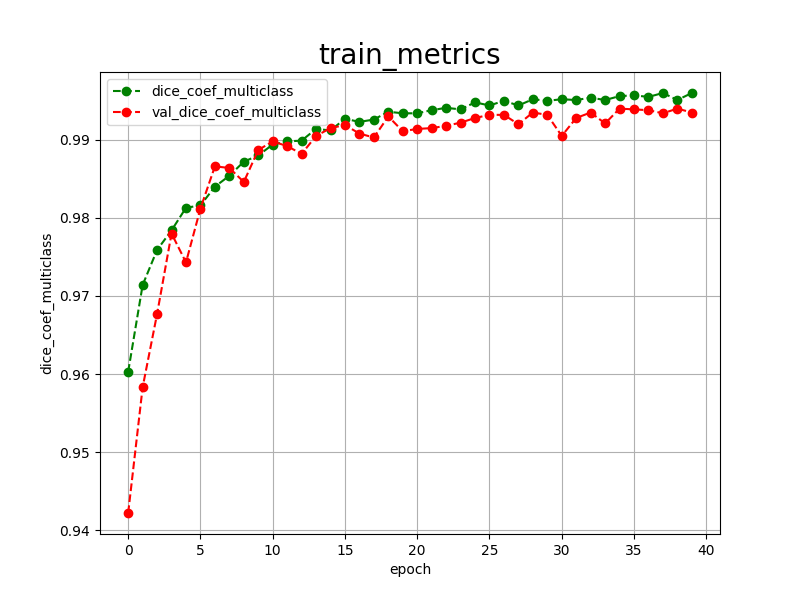 train_metrics
dice_coef_multiclass
val_dice_coef_multiclass
0.99
0.98
0.97
0.96
0.95
0.94
dice_coef_multiclass
0 5 10 15 20 25 30 35 40
epoch